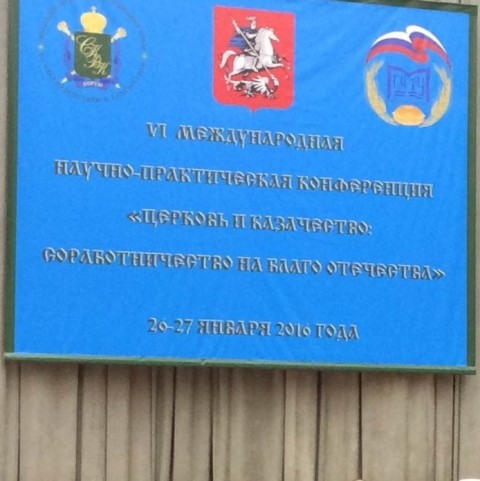 VI МЕЖДУНАРОДНАЯ
НАУЧНО-ПРАКТИЧЕСКАЯ КОНФЕРЕНЦИЯ
«ЦЕРКОВЬ И КАЗАЧЕСТВО:
СОРАБОТНИЧЕСТВО НА БЛАГО ОТЕЧЕСТВА»
26-27 ЯНВАРЯ 2016 ГОДА